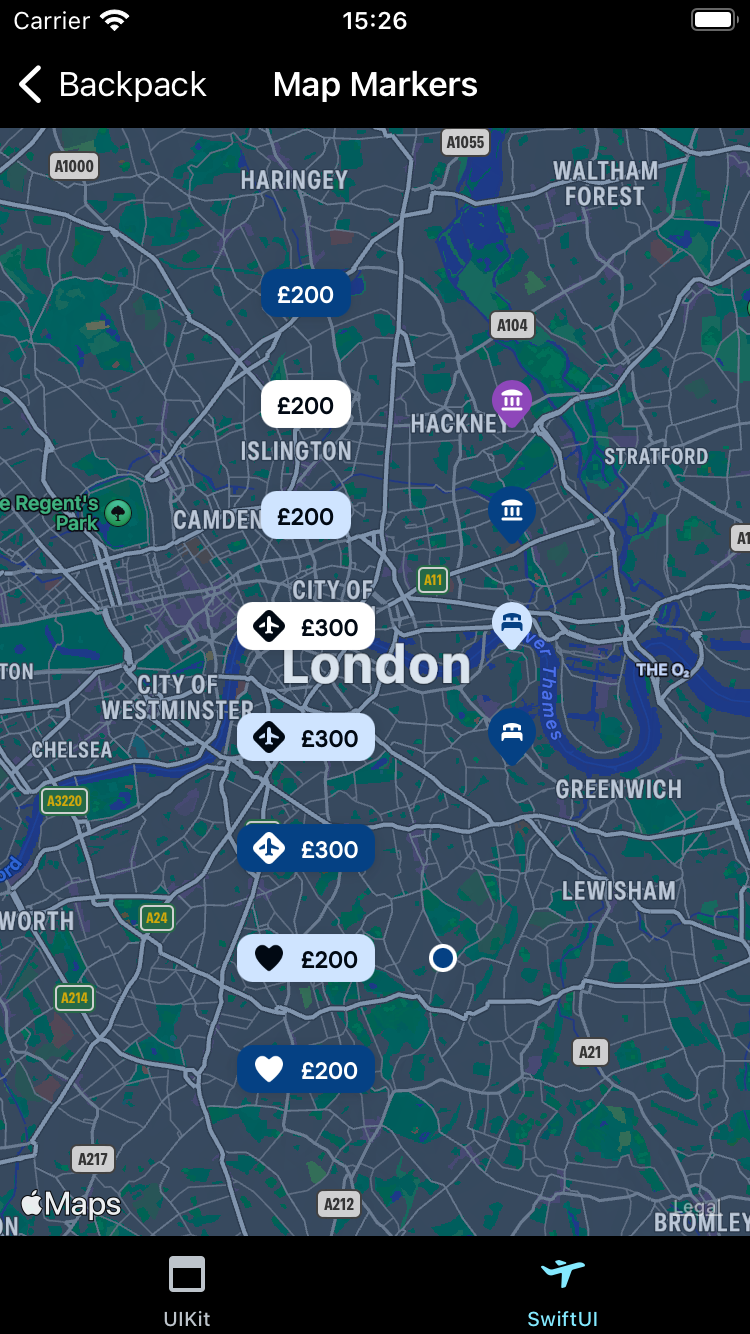 Carrier 15:26
Backpack Map Markers
A1055
A1000
HARINGEY
WALTHAM
FOREST
£200
A104
£200
HACKNEY
ISLINGTON
STRATFORD
Regent's
Park
£200
CAMDEN
A11
CITY OF
£300
London
THE O₂
Thames
CITY OF
WESTMINSTER
£300
CHELSEA
GREENWICH
A3220
£300
LEWISHAM
WORTH
A24
£200
A214
A21
£200
A217
Maps
A212
Legal
BROMLEY
UIKit SwiftUI